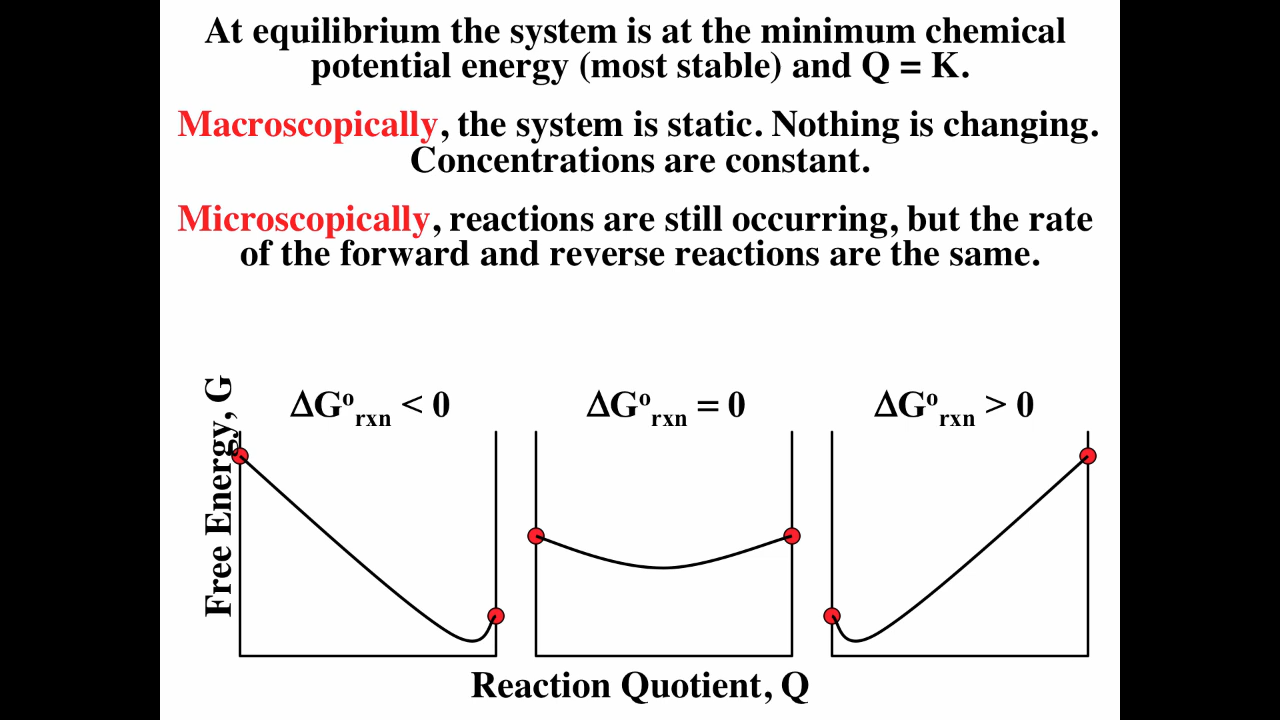 At equilibrium the system is at the minimum chemical
potential energy (most stable) and Q = K.
Macroscopically, the system is static. Nothing is changing.
Concentrations are constant.
Microscopically, reactions are still occurring, but the rate
of the forward and reverse reactions are the same.
Free Energy, G
ΔGºrxn < 0
ΔGºrxn = 0
ΔGºrxn > 0
Reaction Quotient, Q